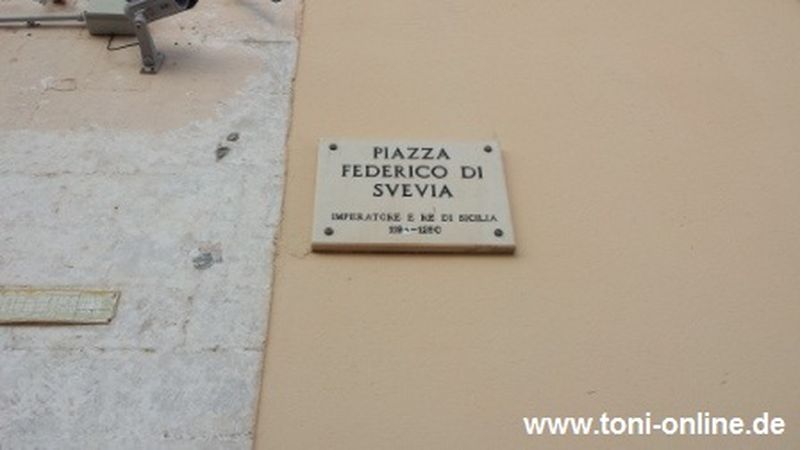 PIAZZA
FEDERICO DI
SVEVIA
IMPERATORE E RE DI SICILIA
www.toni-online.de